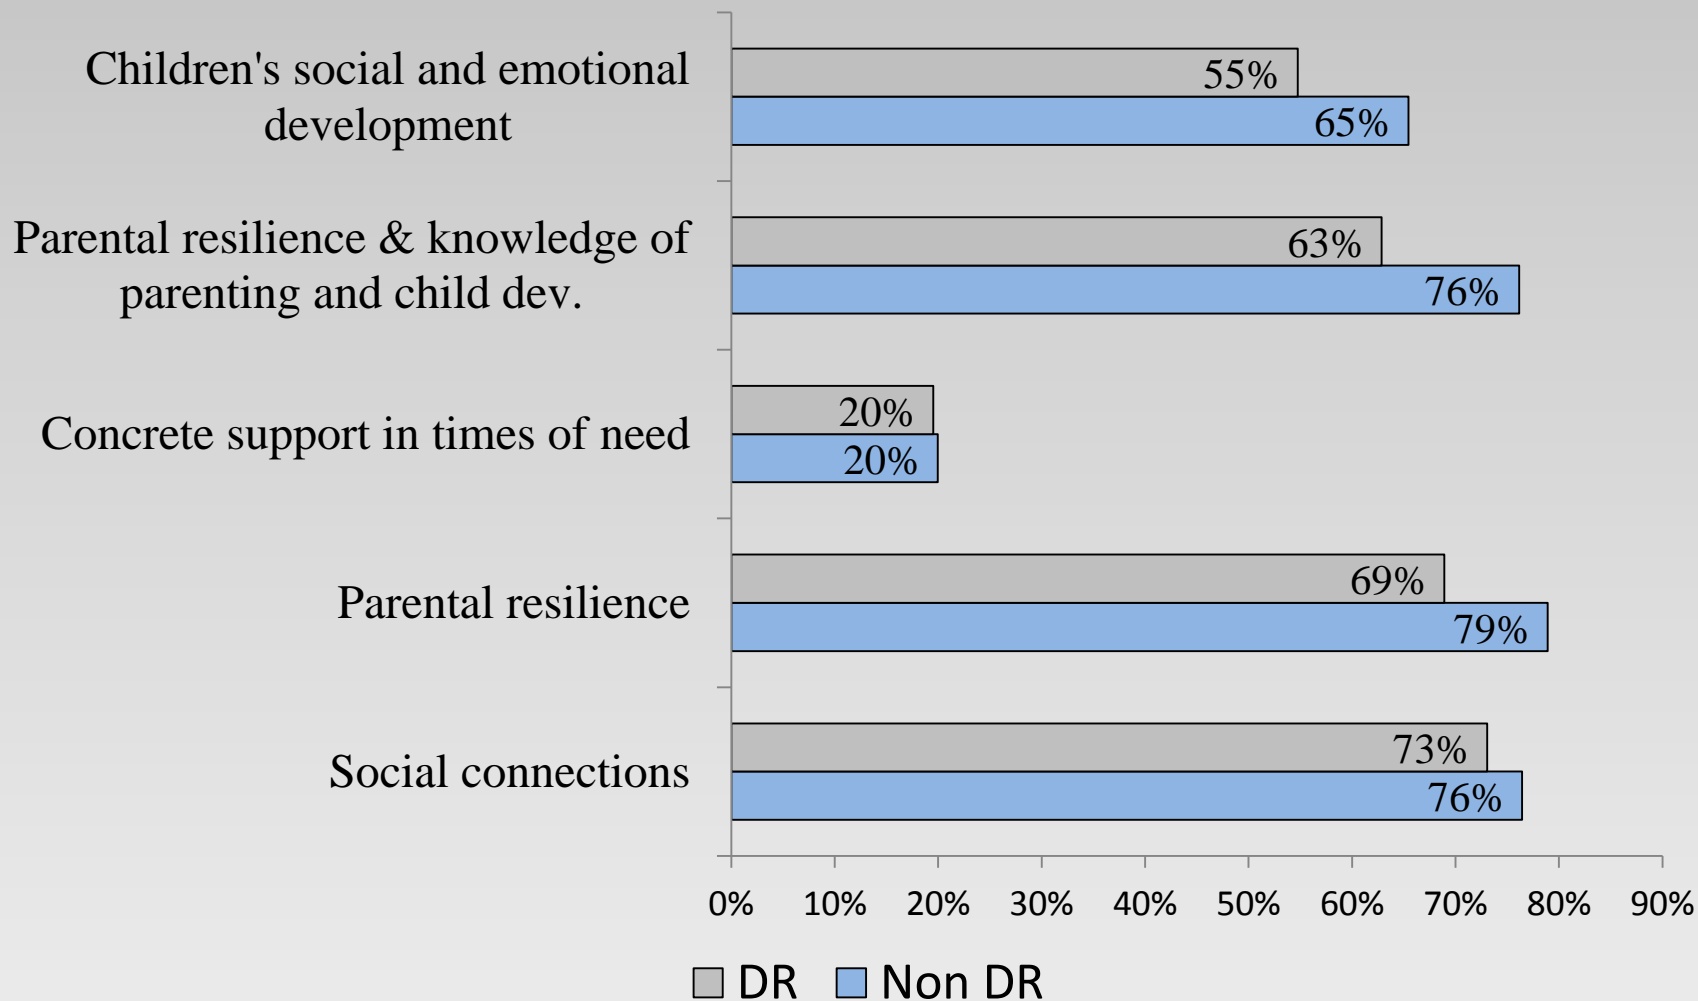 Children's social and emotional
development
55%
65%
Parental resilience & knowledge of
parenting and child dev.
63%
76%
Concrete support in times of need
20%
20%
Parental resilience
69%
79%
Social connections
73%
76%
0% 10% 20% 30% 40% 50% 60% 70% 80% 90%
DR Non DR